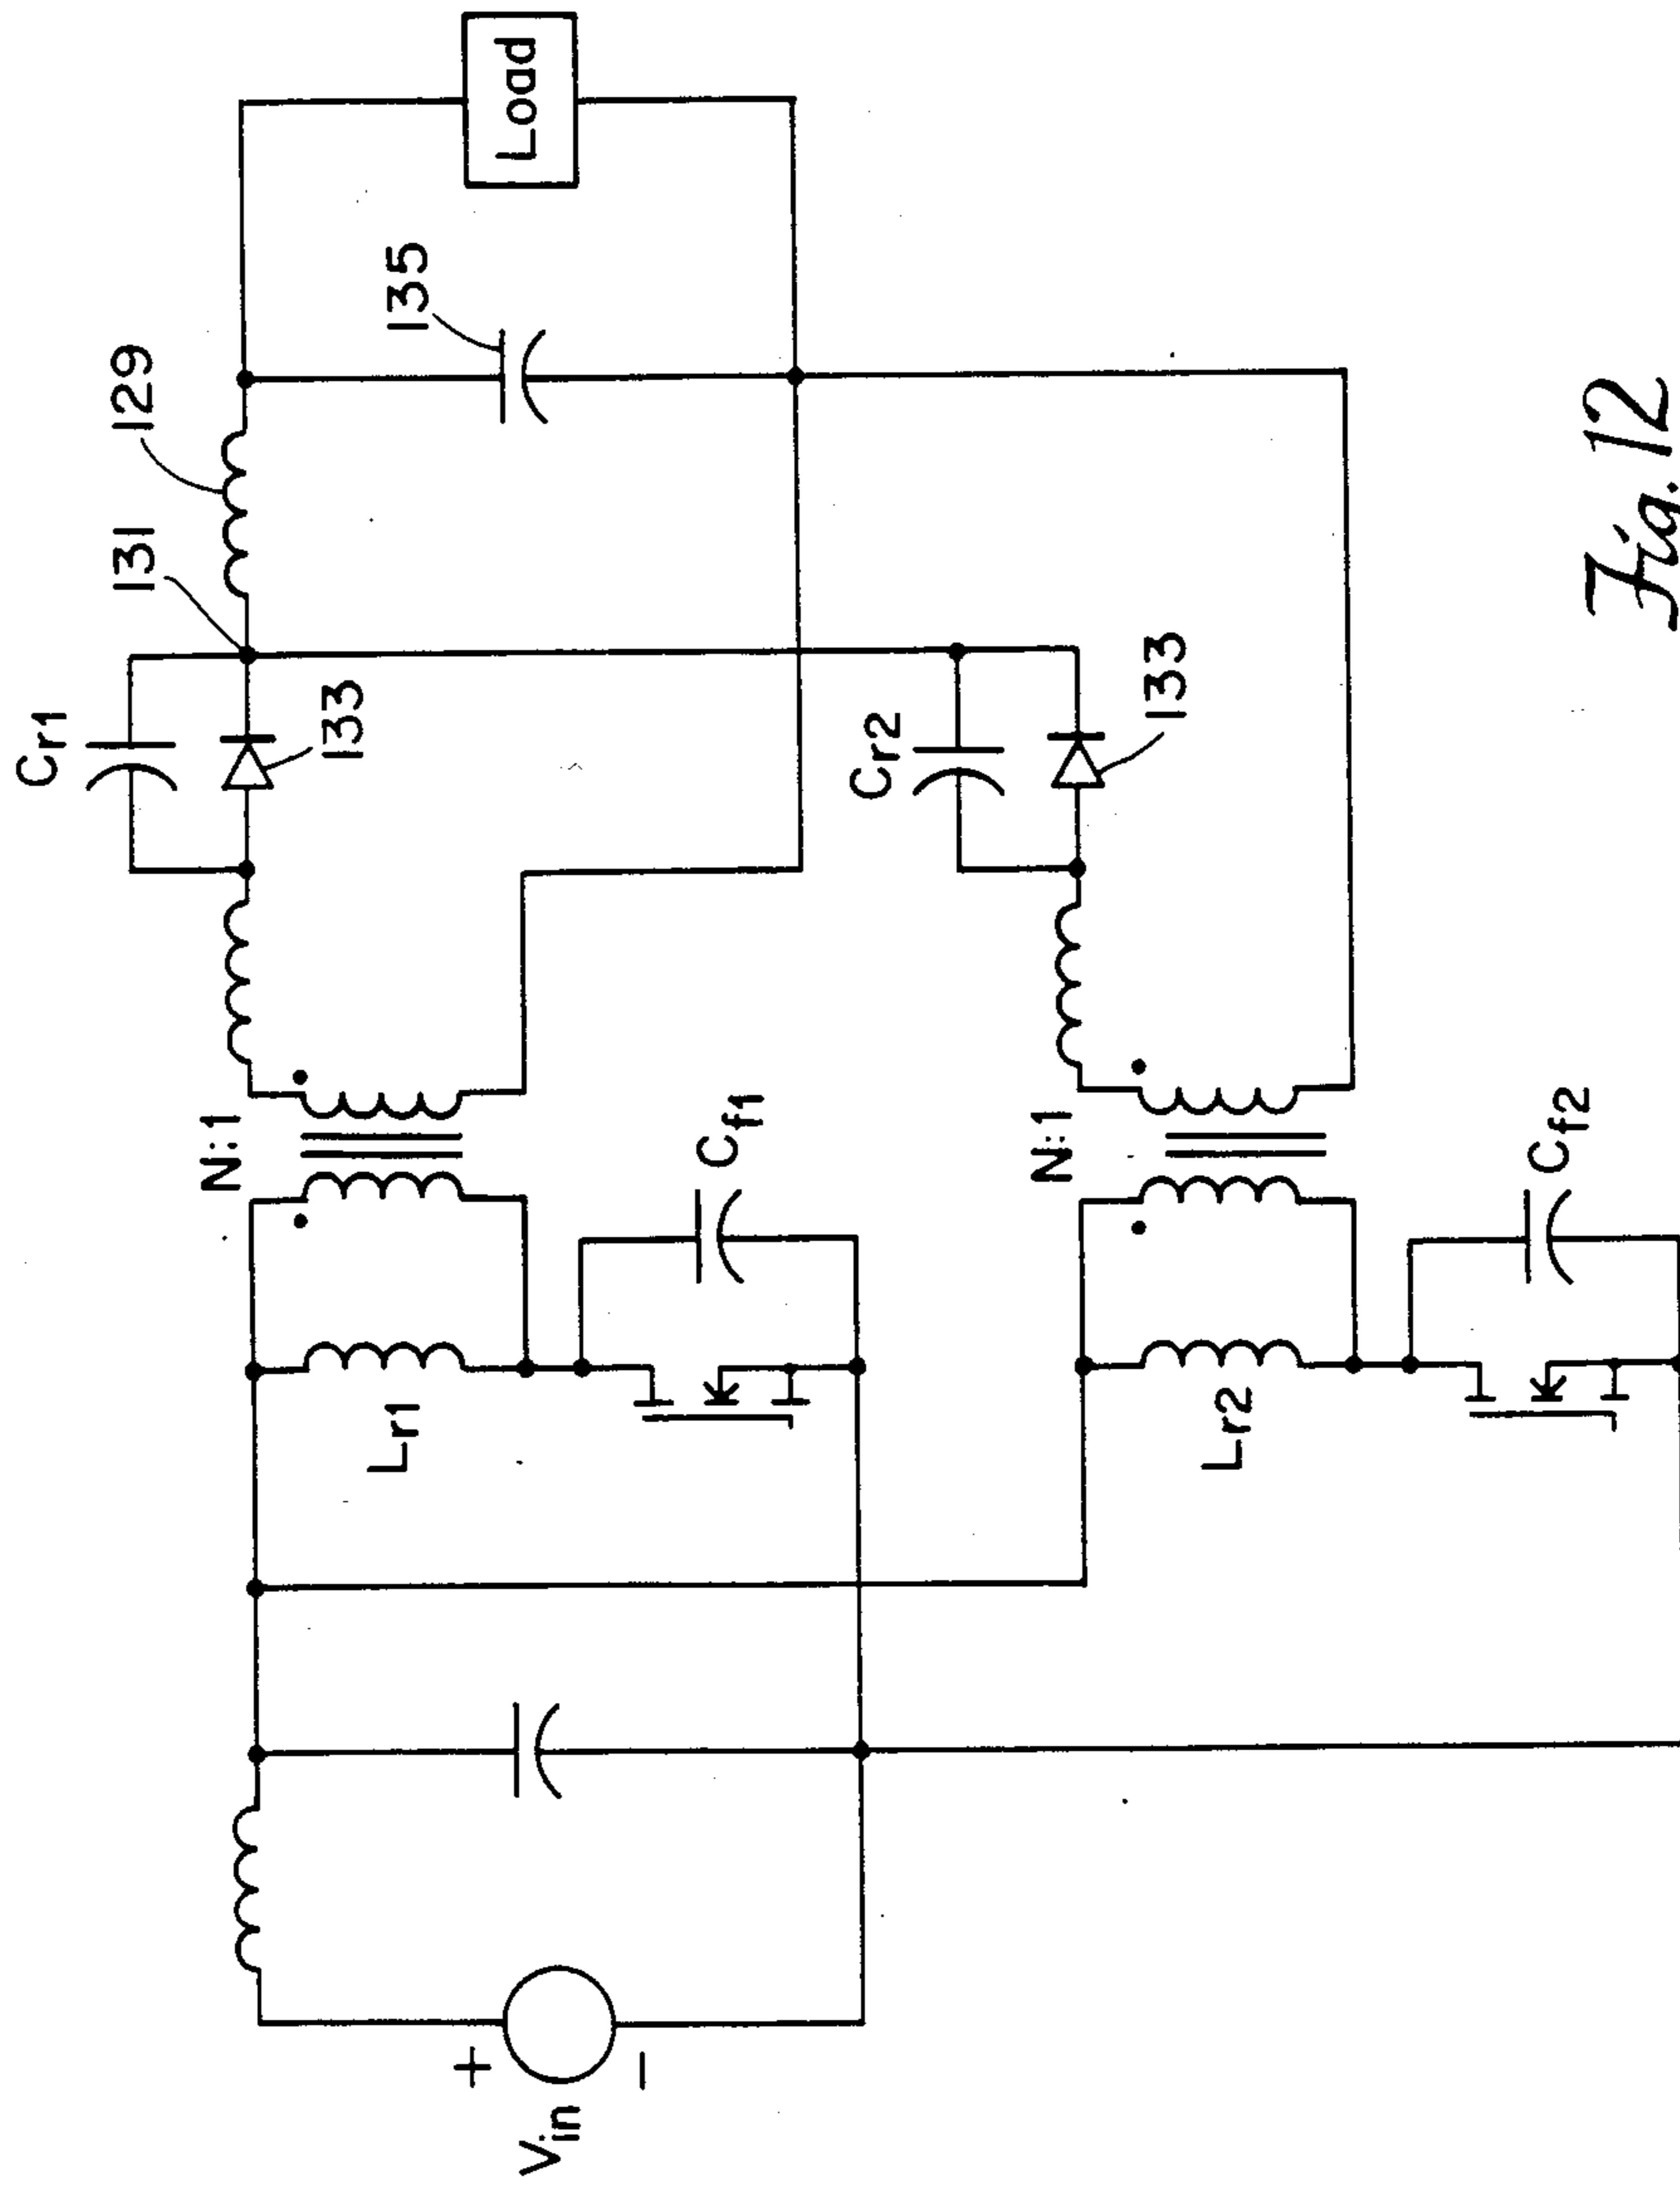 Cr1
131
129
133
135
Load
N:1
Lr1
Cf1
+
Vin
−
Cr2
133
N:1
Lr2
Cf2
Fig. 12